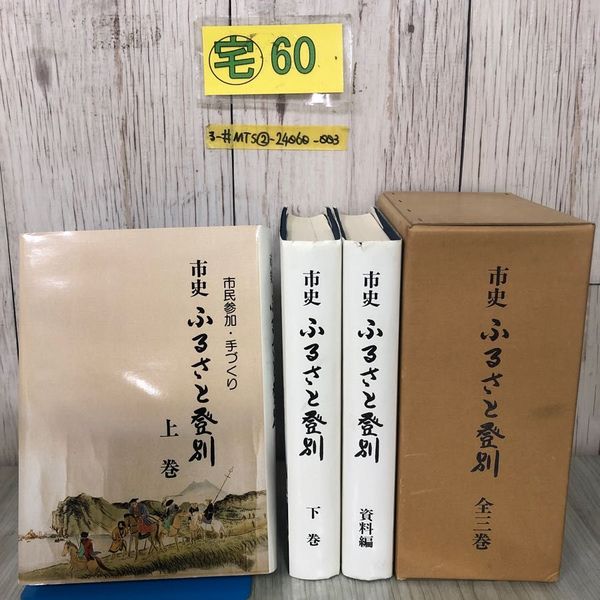 宅 60
3-#MTS②-24060-003
市民参加・手づくり
市史 ふるさと登別
上巻
市史 ふるさと登別
下巻
市史 ふるさと登別
資料編
市史 ふるさと登別
全三巻